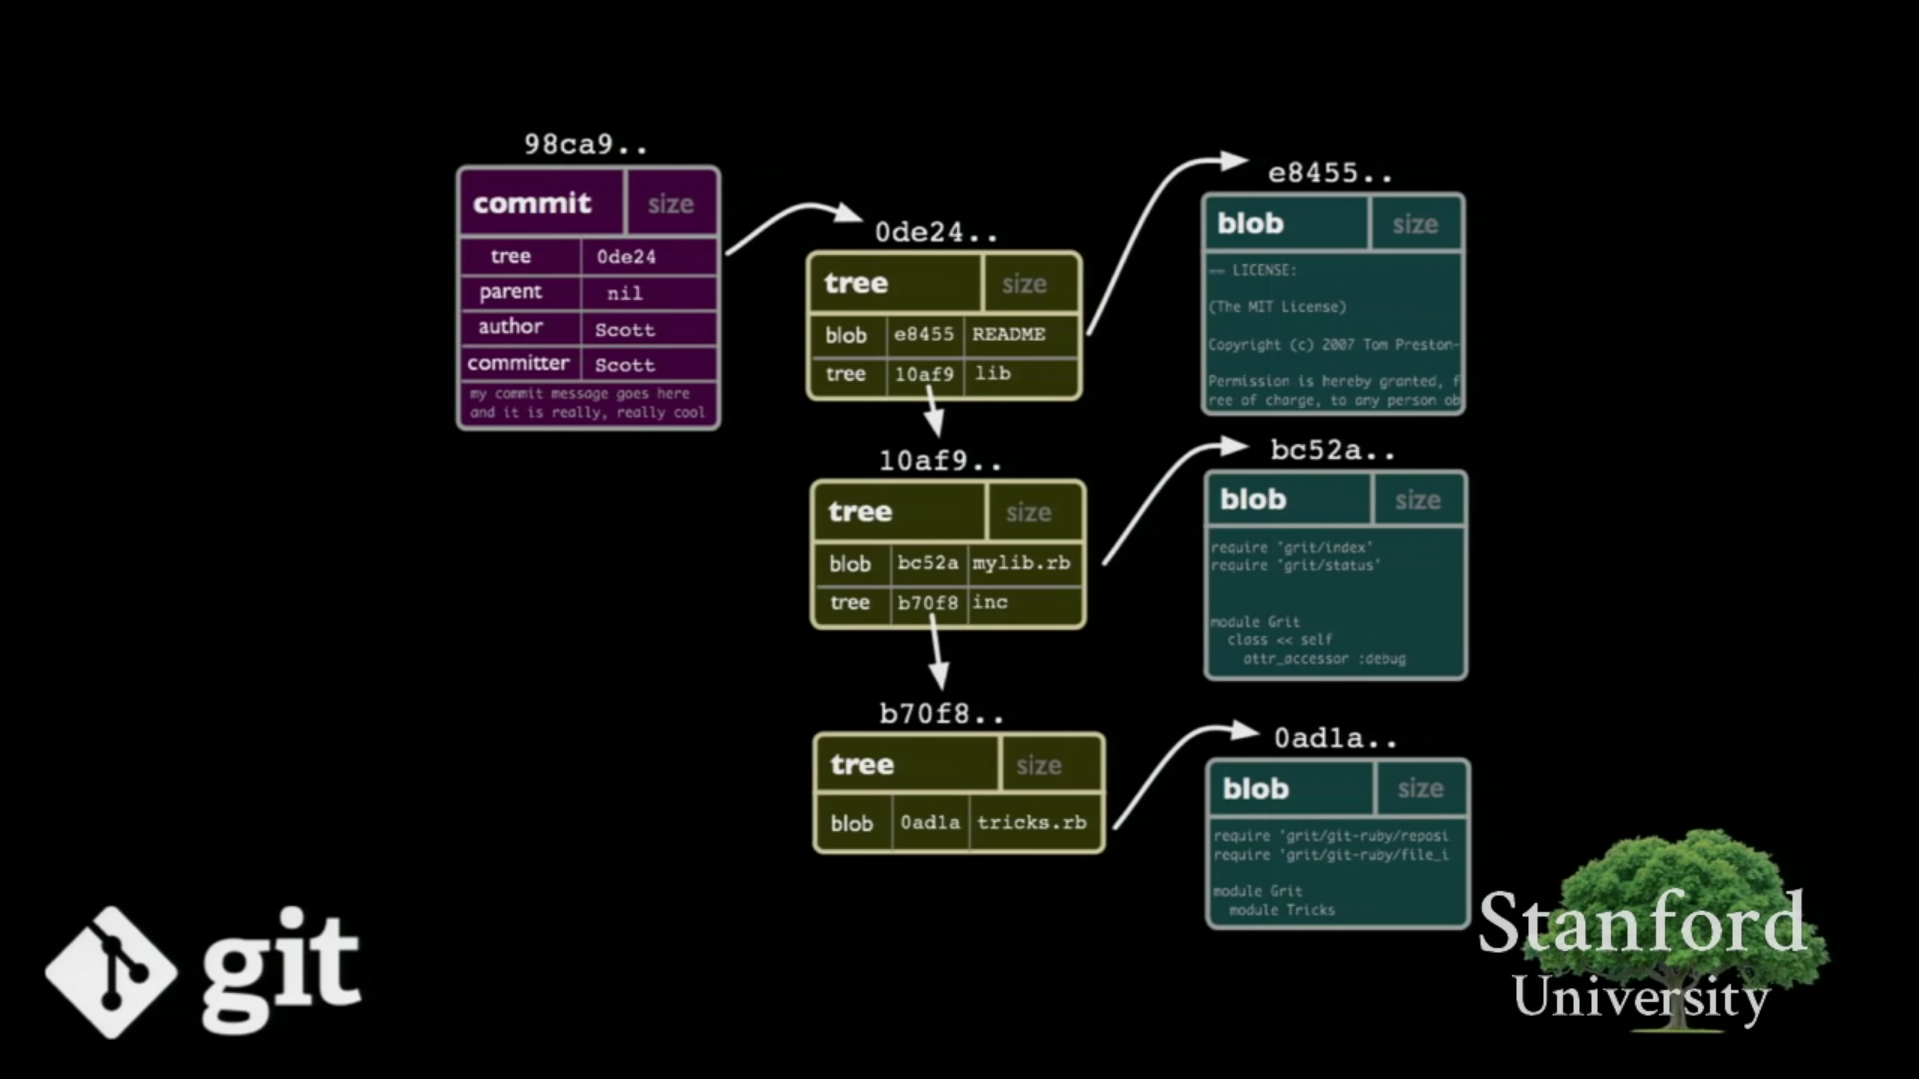 98ca9..
commit size
tree 0de24
parent nil
author Scott
committer Scott
my commit message goes here
and it is really, really cool
0de24..
tree size
blob e8455 README
tree 10af9 lib
10af9..
tree size
blob bc52a mylib.rb
tree b70f8 inc
b70f8..
tree size
blob 0ad1a tricks.rb
e8455..
blob size
== LICENSE:
(The MIT License)
Copyright (c) 2007 Tom Preston-
Permission is hereby granted, f
ree of charge, to any person ob
bc52a..
blob size
require 'grit/index'
require 'grit/status'
module Grit
class << self
attr_accessor :debug
0ad1a..
blob size
require 'grit/git-ruby/reposi
require 'grit/git-ruby/file_i
module Grit
module Tricks
git
Stanford
University